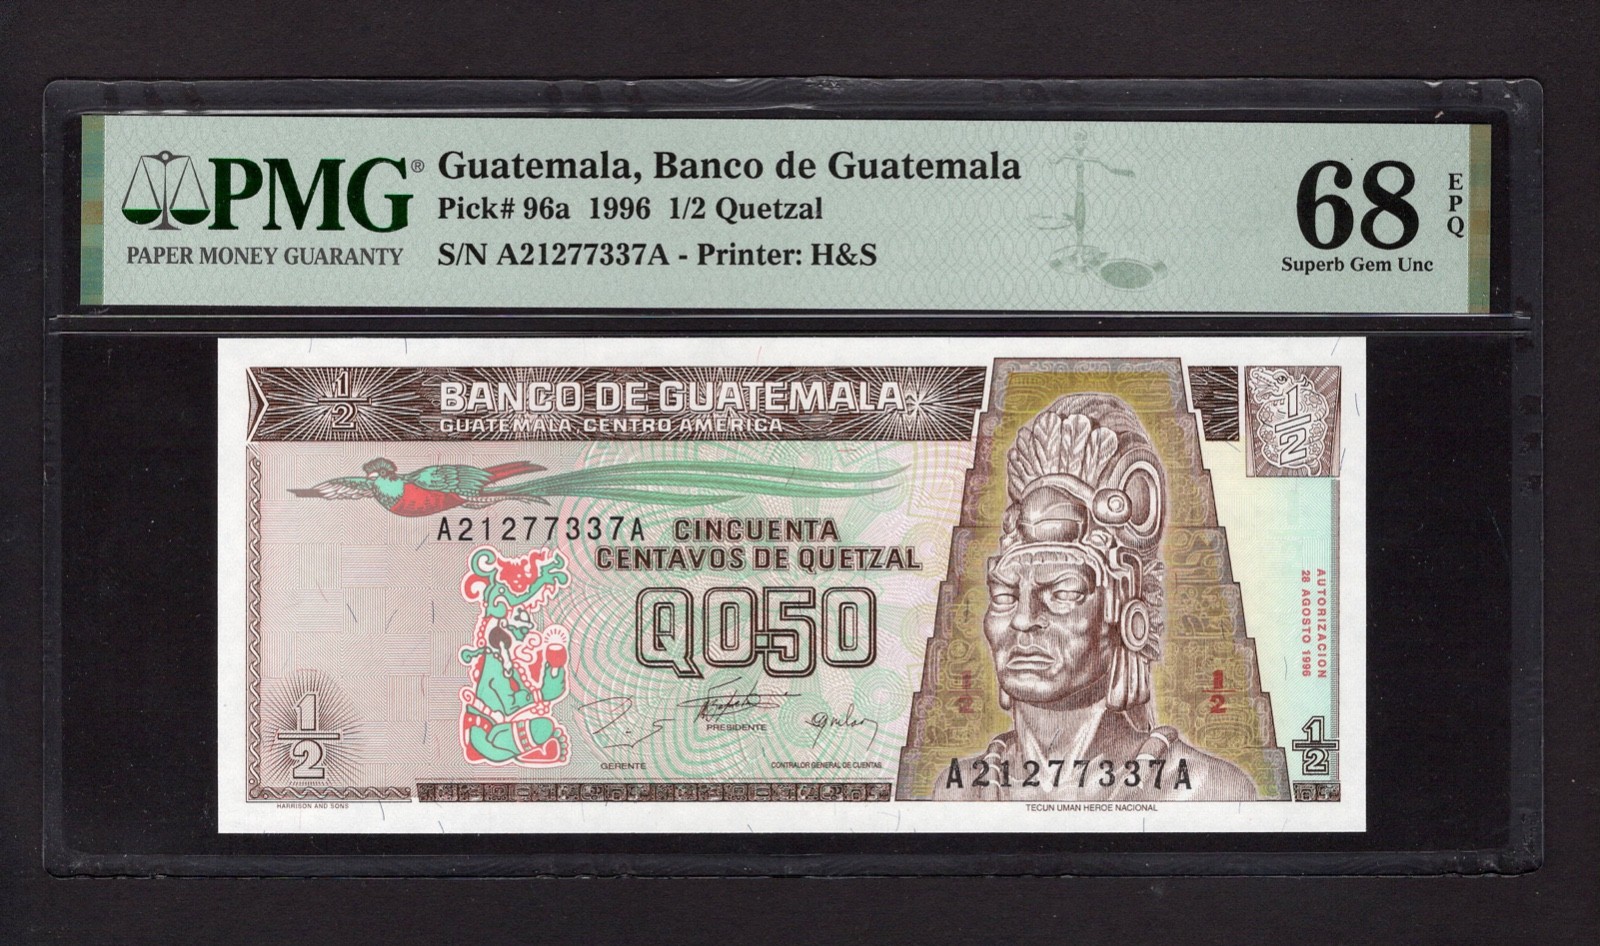 PMG®
PAPER MONEY GUARANTY
Guatemala, Banco de Guatemala
Pick# 96a 1996 1/2 Quetzal
S/N A21277337A - Printer: H&S
68
EPQ
Superb Gem Unc
1/2
BANCO DE GUATEMALA
GUATEMALA, CENTRO AMERICA
1/2
A21277337A
CINCUENTA
CENTAVOS DE QUETZAL
Q0.50
AUTORIZACION
28 AGOSTO 1996
1/2
1/2
1/2
1/2
PRESIDENTE
GERENTE
CONTRALOR GENERAL DE CUENTAS
A21277337A
HARRISON AND SONS
TECUN UMAN HEROE NACIONAL